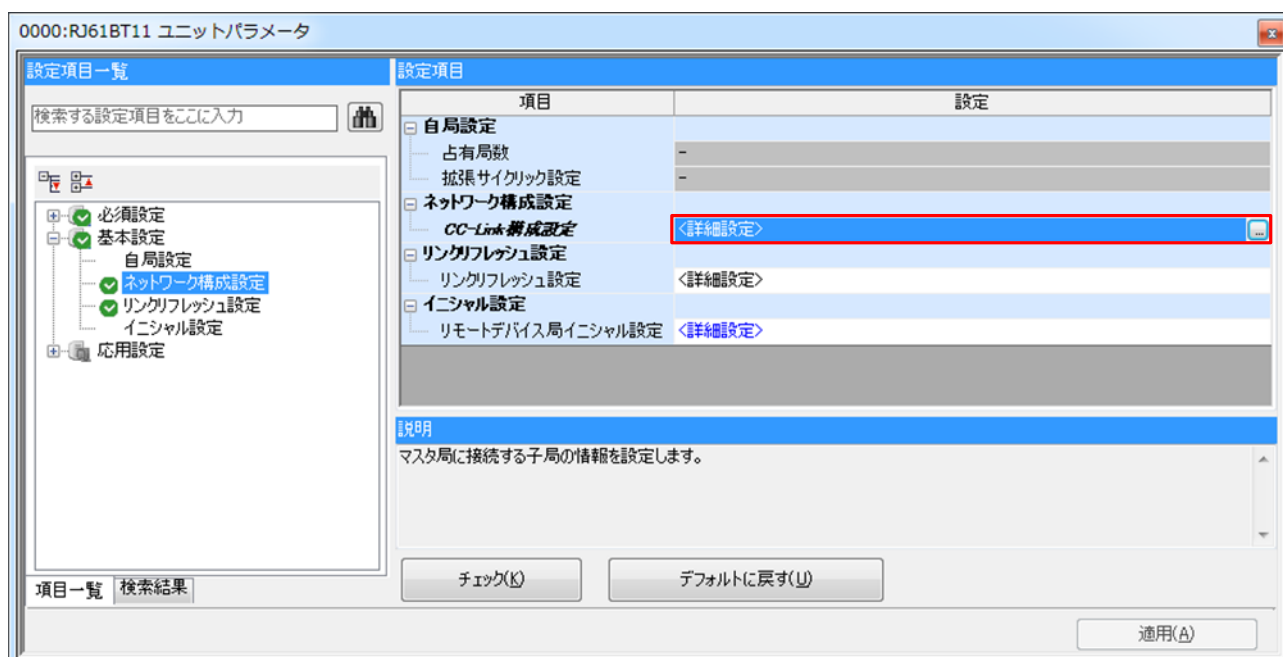 0000:RJ61BT11 ユニットパラメータ
設定項目一覧
検索する設定項目をここに入力
必須設定
基本設定
自局設定
ネットワーク構成設定
リンクリフレッシュ設定
イニシャル設定
応用設定
項目一覧 検索結果
設定項目
項目 設定
自局設定
占有局数 -
拡張サイクリック設定 -
ネットワーク構成設定
CC-Link構成設定 <詳細設定> ...
リンクリフレッシュ設定
リンクリフレッシュ設定 <詳細設定>
イニシャル設定
リモートデバイス局イニシャル設定 <詳細設定>
説明
マスタ局に接続する子局の情報を設定します。
チェック(K) デフォルトに戻す(U)
適用(A)